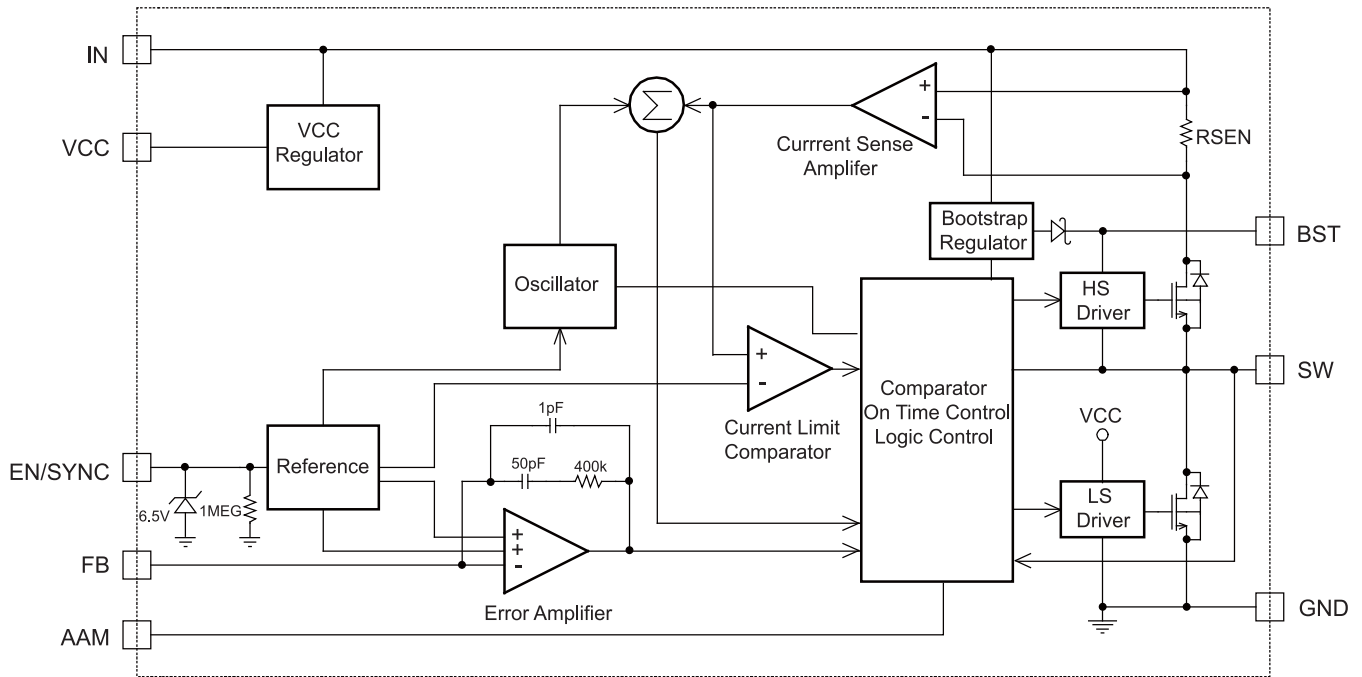 IN
VCC
VCC
Regulator
Σ
+
-
Currrent Sense
Amplifer
RSEN
Bootstrap
Regulator
BST
Oscillator
HS
Driver
+
-
Current Limit
Comparator
Comparator
On Time Control
Logic Control
SW
1pF
50pF
400k
VCC
EN/SYNC
Reference
6.5V
1MEG
LS
Driver
+
+
-
Error Amplifier
FB
GND
AAM